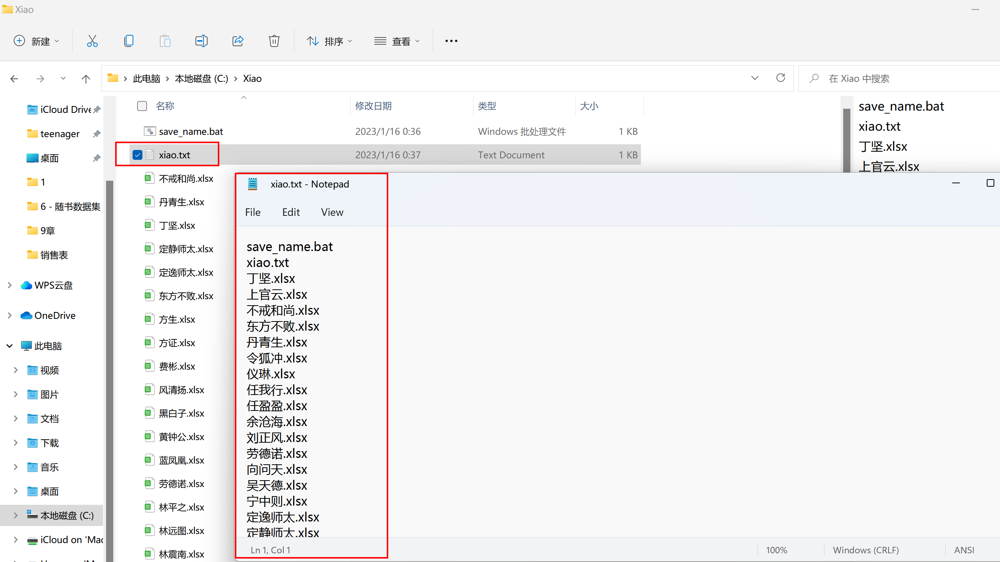 Xiao
新建
排序
查看
此电脑
本地磁盘 (C:)
Xiao
在 Xiao 中搜索
iCloud Drive
teenager
桌面
1
6 - 随书数据集
9章
销售表
WPS云盘
OneDrive
此电脑
视频
图片
文档
下载
音乐
桌面
本地磁盘 (C:)
iCloud on 'Mac
名称 修改日期 类型 大小
save_name.bat 2023/1/16 0:36 Windows 批处理文件 1 KB
xiao.txt 2023/1/16 0:37 Text Document 1 KB
不戒和尚.xlsx
丹青生.xlsx
丁坚.xlsx
定静师太.xlsx
定逸师太.xlsx
东方不败.xlsx
方生.xlsx
方证.xlsx
费彬.xlsx
风清扬.xlsx
黑白子.xlsx
黄钟公.xlsx
蓝凤凰.xlsx
劳德诺.xlsx
林平之.xlsx
林远图.xlsx
林震南.xlsx
save_name.bat
xiao.txt
丁坚.xlsx
上官云.xlsx
xiao.txt - Notepad
File Edit View
save_name.bat
xiao.txt
丁坚.xlsx
上官云.xlsx
不戒和尚.xlsx
东方不败.xlsx
丹青生.xlsx
令狐冲.xlsx
仪琳.xlsx
任我行.xlsx
任盈盈.xlsx
余沧海.xlsx
刘正风.xlsx
劳德诺.xlsx
向问天.xlsx
吴天德.xlsx
宁中则.xlsx
定逸师太.xlsx
定静师太.xlsx
Ln 1, Col 1
100%
Windows (CRLF)
ANSI